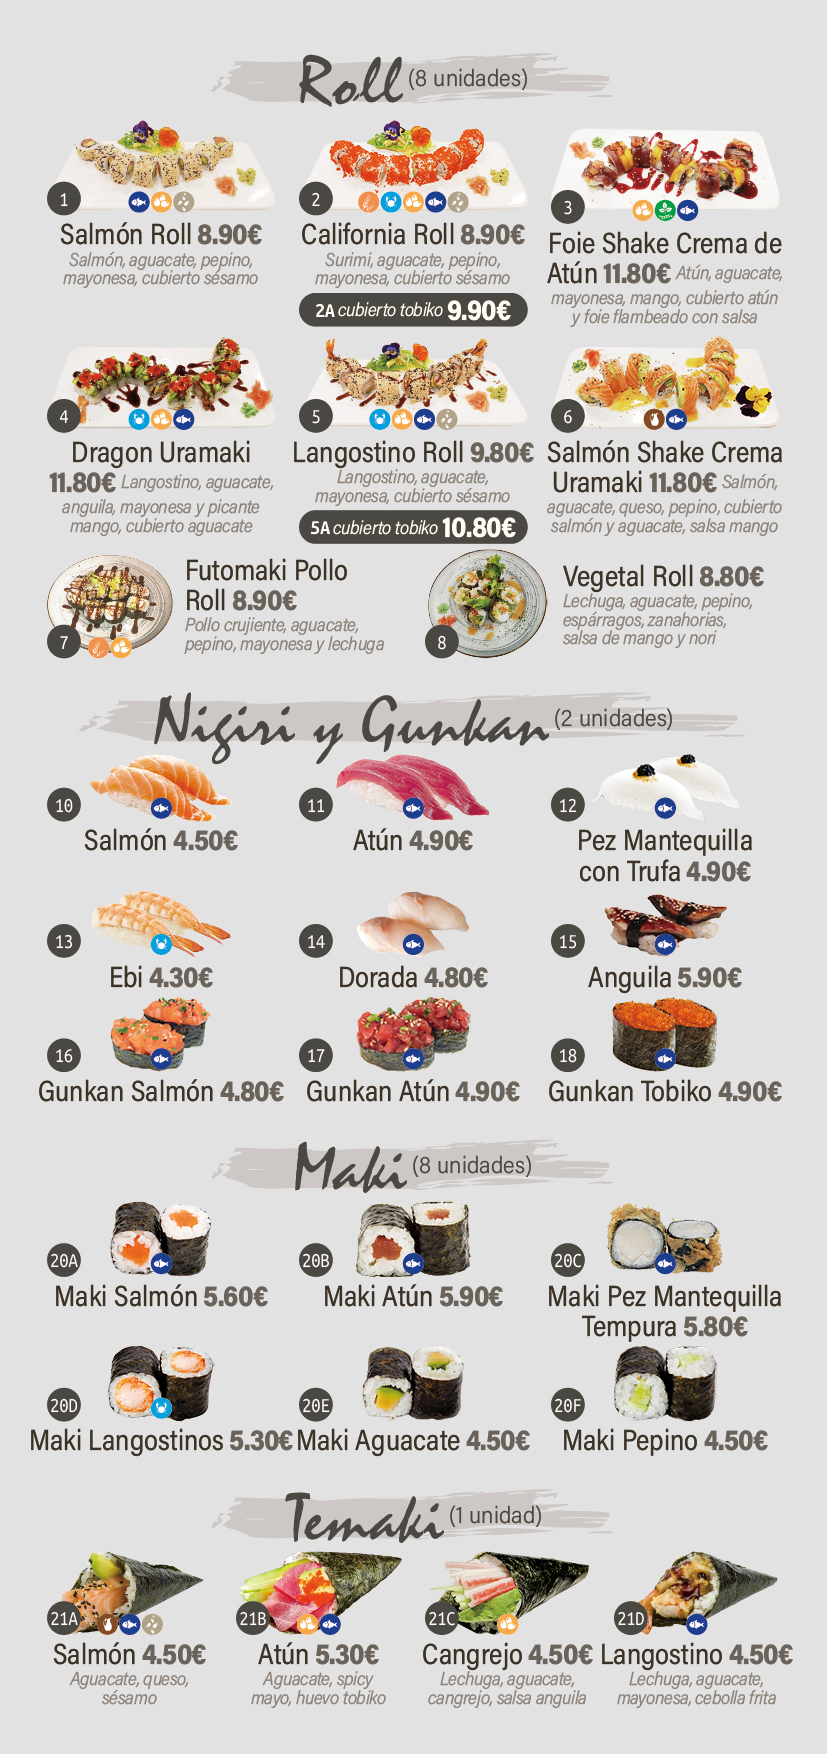 Roll (8 unidades)
1
Salmón Roll 8.90€
Salmón, aguacate, pepino,
mayonesa, cubierto sésamo
2
California Roll 8.90€
Surimi, aguacate, pepino,
mayonesa, cubierto sésamo
2A cubierto tobiko 9.90€
3
Foie Shake Crema de
Atún 11.80€ Atún, aguacate,
mayonesa, mango, cubierto atún
y foie flambeado con salsa
4
Dragon Uramaki
11.80€ Langostino, aguacate,
anguila, mayonesa y picante
mango, cubierto aguacate
5
Langostino Roll 9.80€
Langostino, aguacate,
mayonesa, cubierto sésamo
5A cubierto tobiko 10.80€
6
Salmón Shake Crema
Uramaki 11.80€ Salmón,
aguacate, queso, pepino, cubierto
salmón y aguacate, salsa mango
7
Futomaki Pollo
Roll 8.90€
Pollo crujiente, aguacate,
pepino, mayonesa y lechuga
8
Vegetal Roll 8.80€
Lechuga, aguacate, pepino,
espárragos, zanahorias,
salsa de mango y nori
Nigiri y Gunkan (2 unidades)
10
Salmón 4.50€
11
Atún 4.90€
12
Pez Mantequilla
con Trufa 4.90€
13
Ebi 4.30€
14
Dorada 4.80€
15
Anguila 5.90€
16
Gunkan Salmón 4.80€
17
Gunkan Atún 4.90€
18
Gunkan Tobiko 4.90€
Maki (8 unidades)
20A
Maki Salmón 5.60€
20B
Maki Atún 5.90€
20C
Maki Pez Mantequilla
Tempura 5.80€
20D
Maki Langostinos 5.30€
20E
Maki Aguacate 4.50€
20F
Maki Pepino 4.50€
Temaki (1 unidad)
21A
Salmón 4.50€
Aguacate, queso,
sésamo
21B
Atún 5.30€
Aguacate, spicy
mayo, huevo tobiko
21C
Cangrejo 4.50€
Lechuga, aguacate,
cangrejo, salsa anguila
21D
Langostino 4.50€
Lechuga, aguacate,
mayonesa, cebolla frita